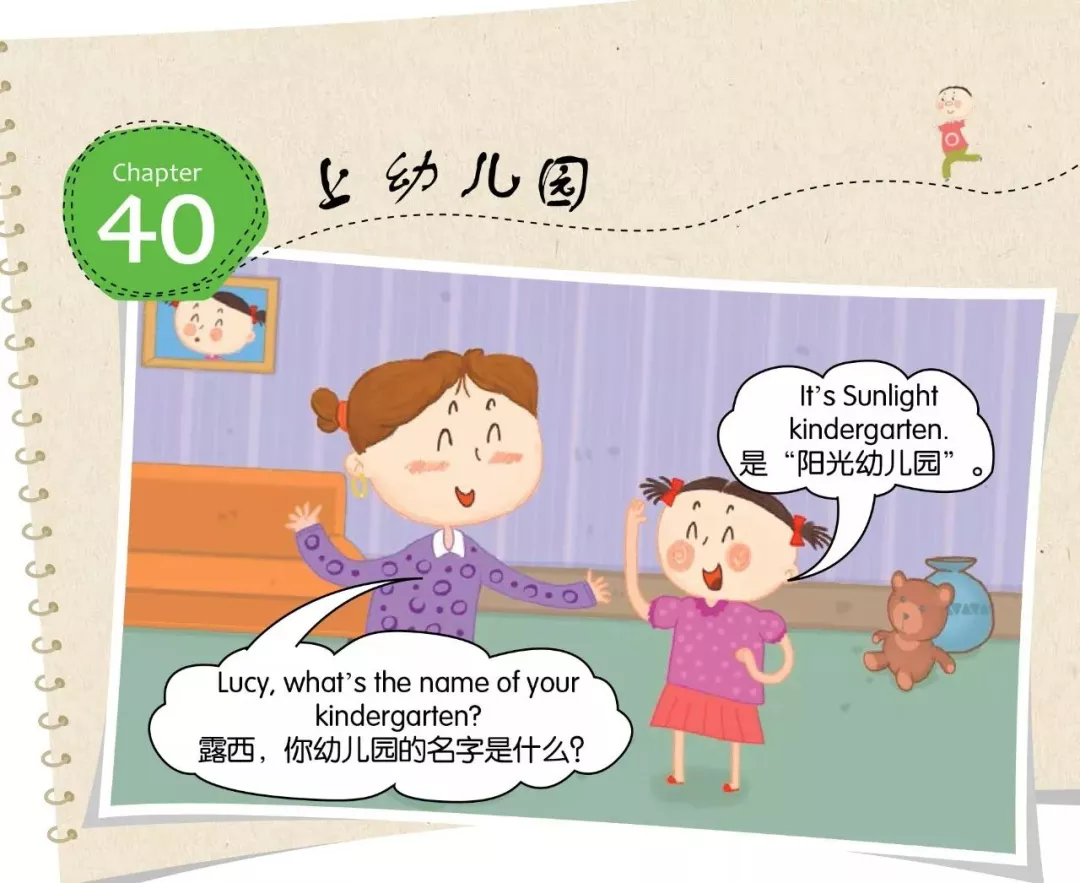 Chapter
40
上幼儿园
It's Sunlight
kindergarten.
是“阳光幼儿园”。
Lucy, what's the name of your
kindergarten?
露西，你幼儿园的名字是什么？